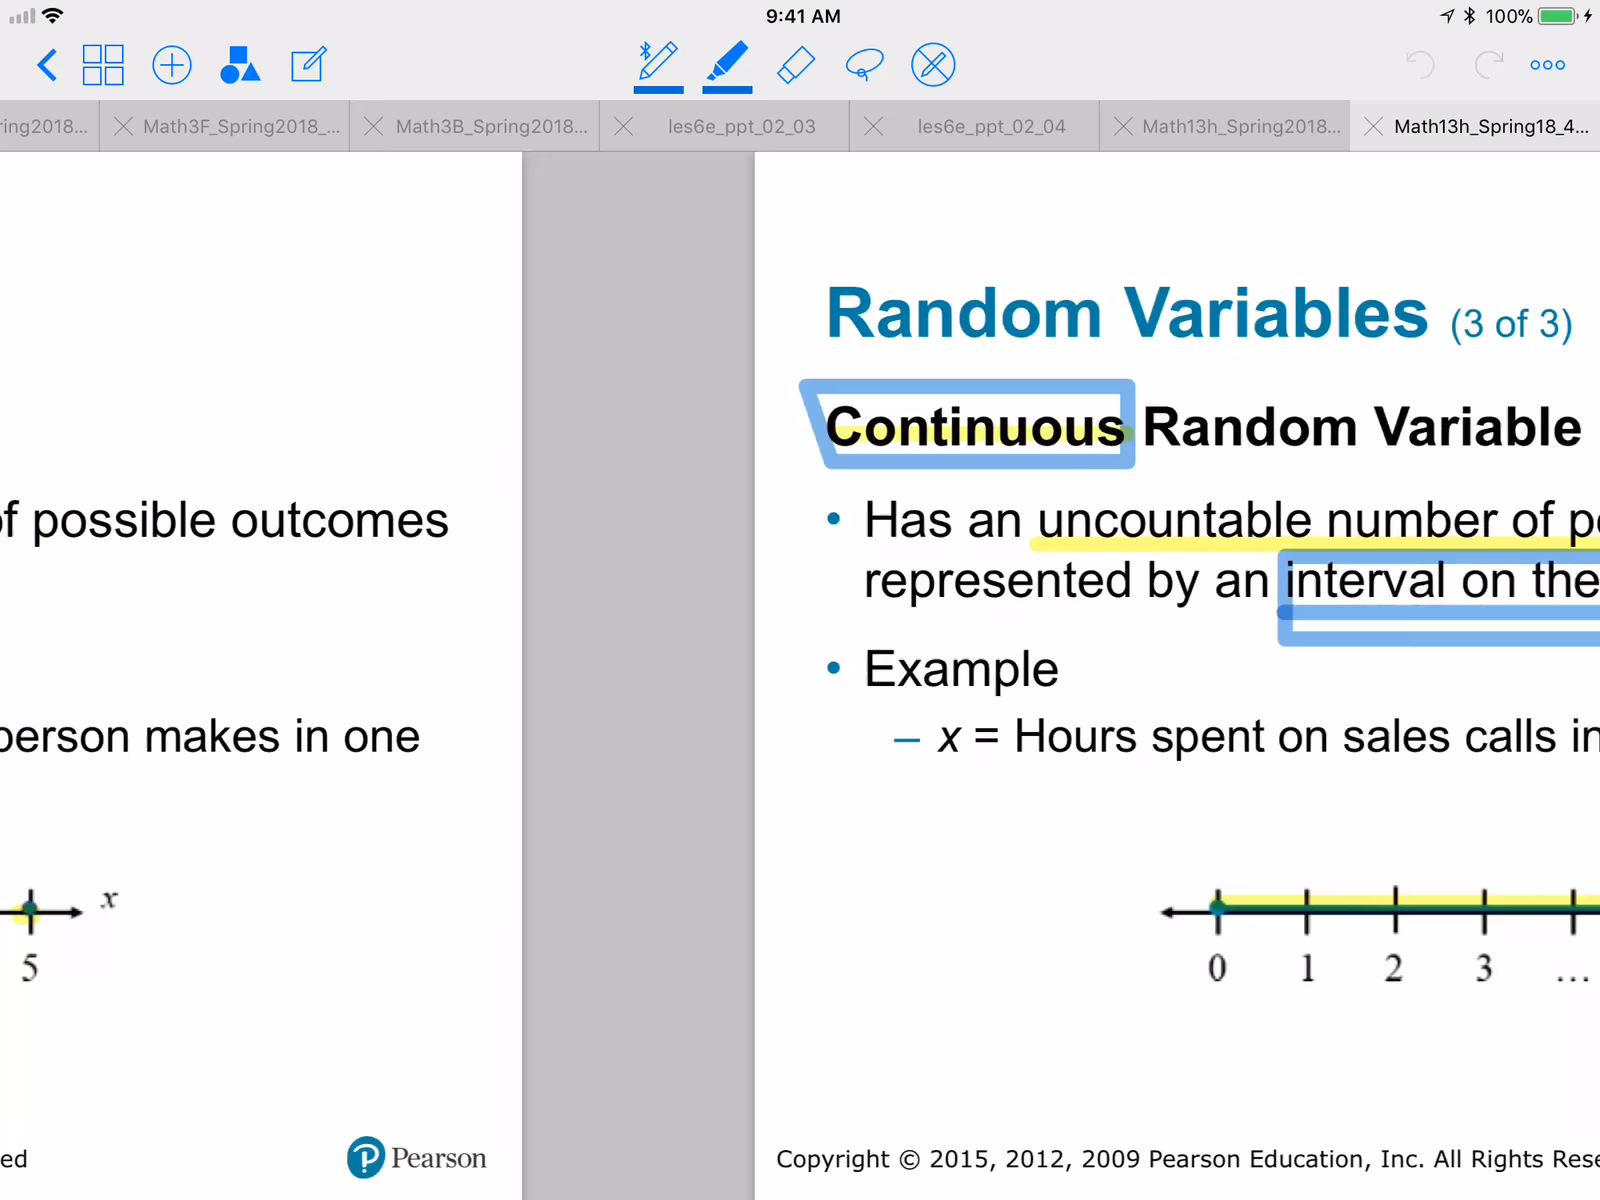 9:41 AM
100%
ring2018...
Math3F_Spring2018_...
Math3B_Spring2018...
les6e_ppt_02_03
les6e_ppt_02_04
Math13h_Spring2018...
Math13h_Spring18_4...
of possible outcomes
person makes in one
x
5
ed
Pearson
Random Variables (3 of 3)
Continuous Random Variable
• Has an uncountable number of po
represented by an interval on the
• Example
– x = Hours spent on sales calls in
0 1 2 3 ...
Copyright © 2015, 2012, 2009 Pearson Education, Inc. All Rights Rese